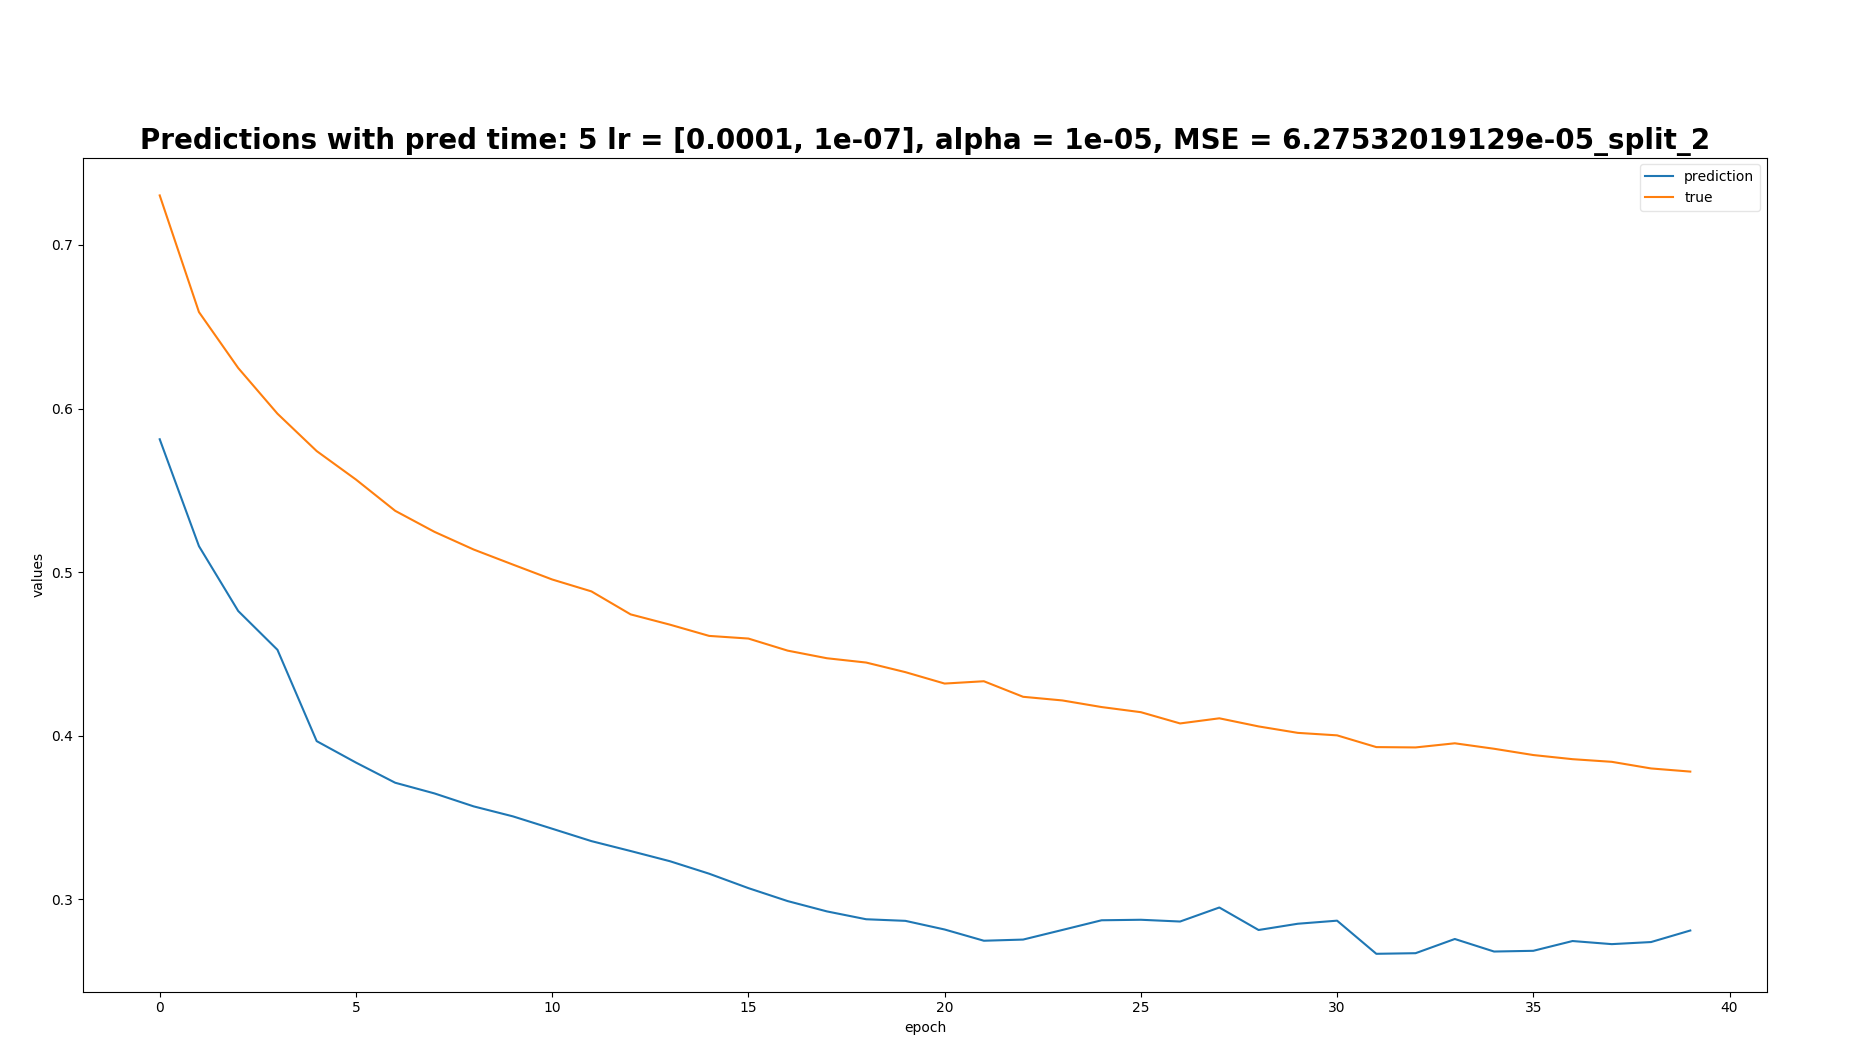 Predictions with pred time: 5 lr = [0.0001, 1e-07], alpha = 1e-05, MSE = 6.27532019129e-05_split_2
prediction
true
values
0.7
0.6
0.5
0.4
0.3
0 5 10 15 20 25 30 35 40
epoch